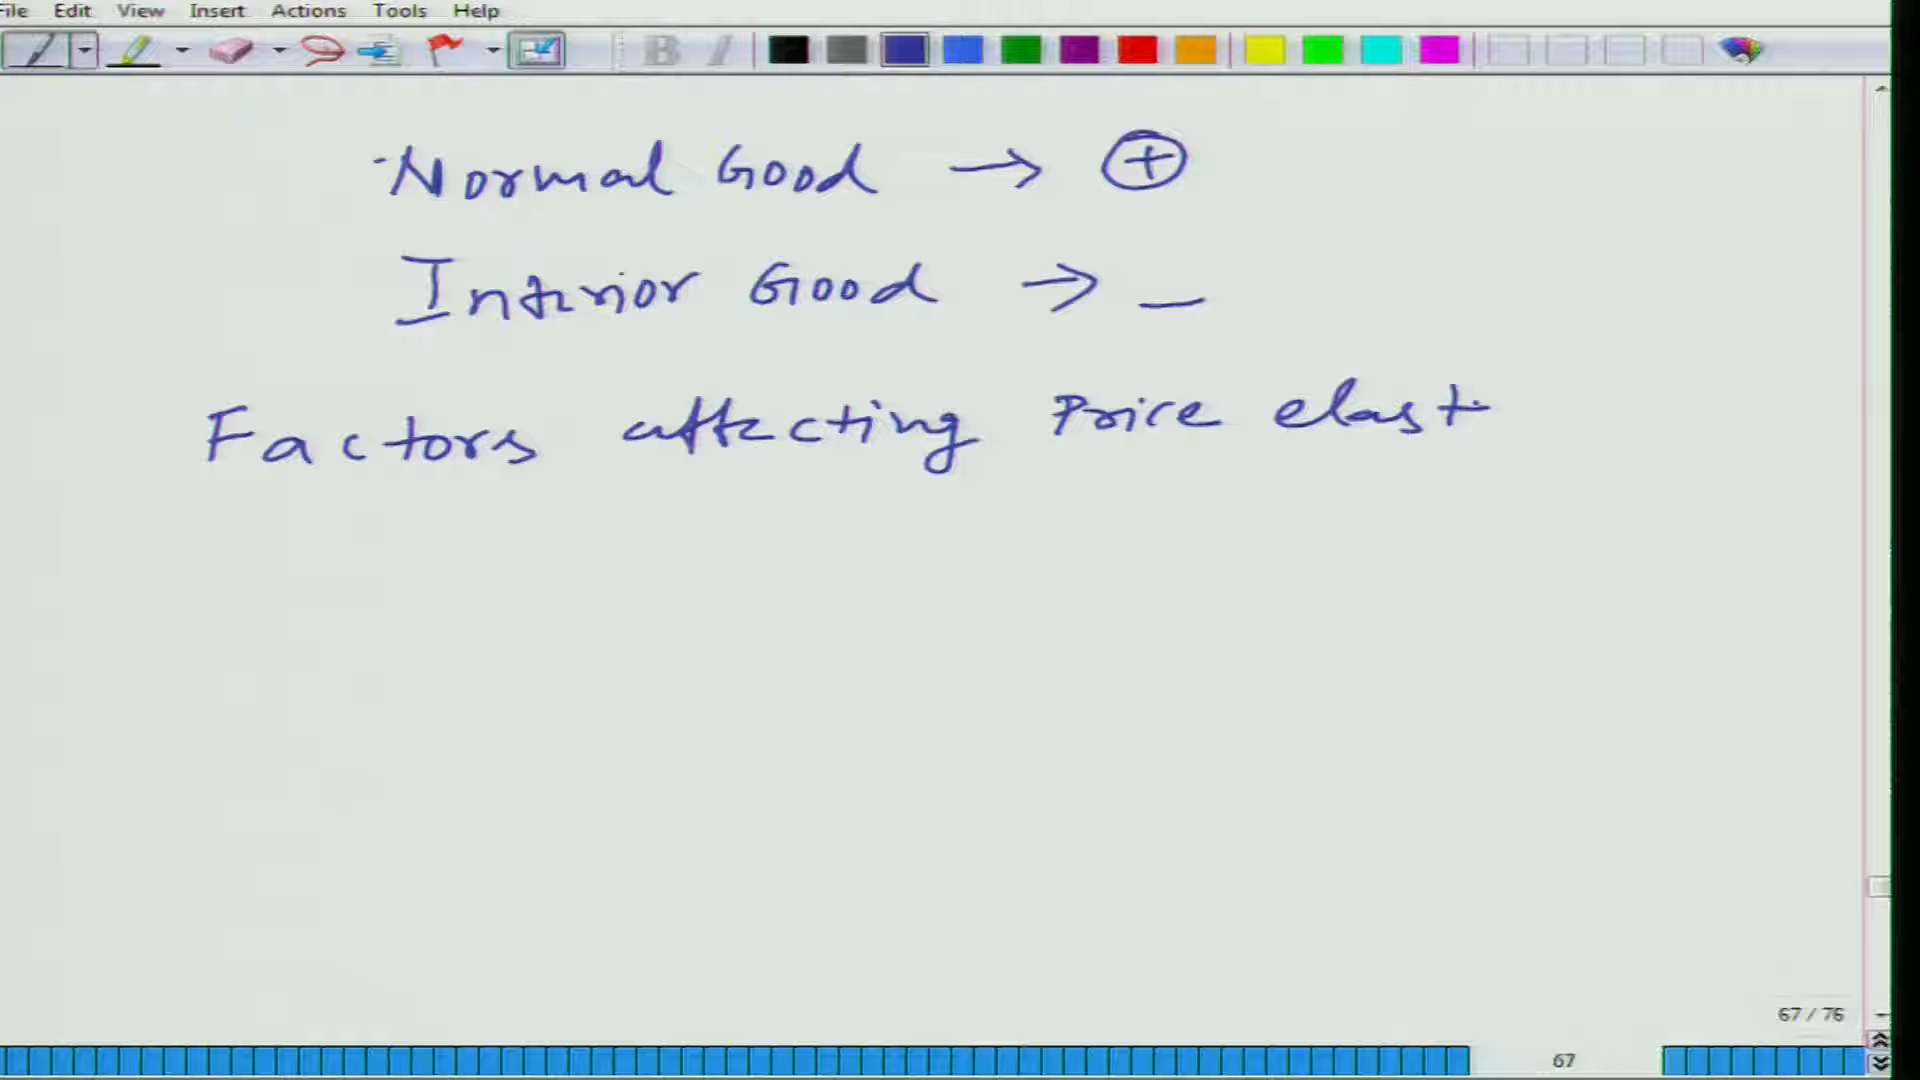 File Edit View Insert Actions Tools Help
B I
Normal Good → ⊕
Inferior Good → –
Factors affecting Price elast
67 / 76
67